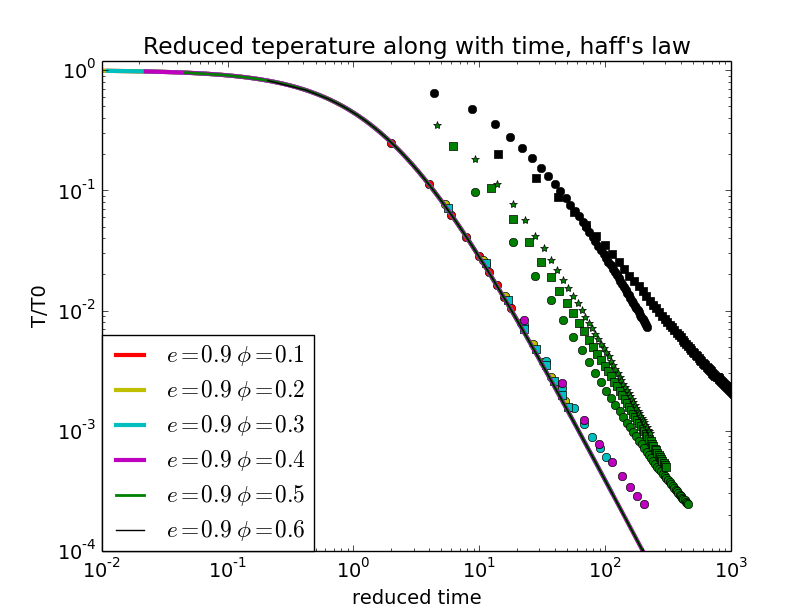 Reduced teperature along with time, haff's law
T/T0
10^0
10^-1
10^-2
10^-3
10^-4
e=0.9 ϕ=0.1
e=0.9 ϕ=0.2
e=0.9 ϕ=0.3
e=0.9 ϕ=0.4
e=0.9 ϕ=0.5
e=0.9 ϕ=0.6
10^-2 10^-1 10^0 10^1 10^2 10^3
reduced time